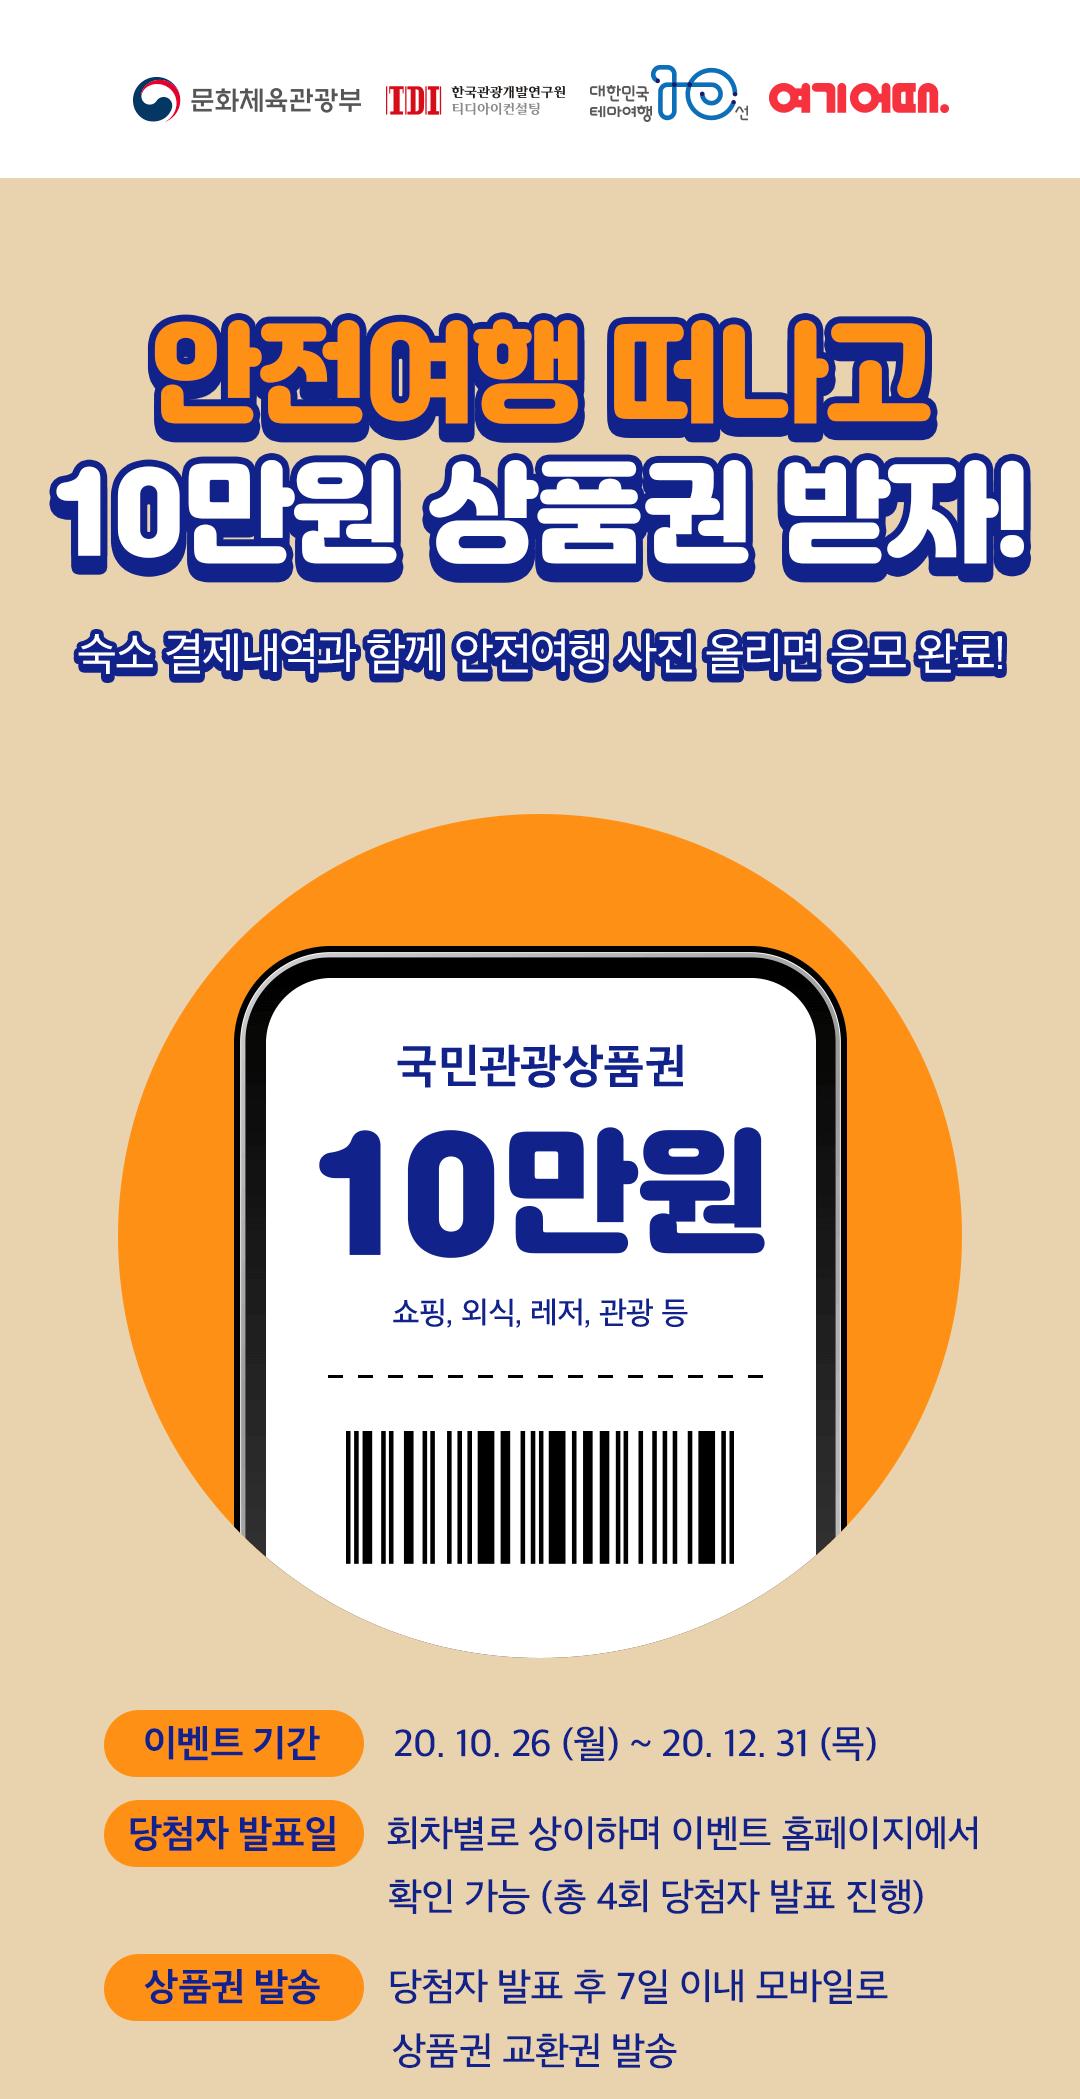 문화체육관광부
TDI 한국관광개발연구원
티디아이컨설팅
대한민국
테마여행 10선
여기어때.
안전여행 떠나고
10만원 상품권 받자!
숙소 결제내역과 함께 안전여행 사진 올리면 응모 완료!
국민관광상품권
10만원
쇼핑, 외식, 레저, 관광 등
이벤트 기간 20. 10. 26 (월) ~ 20. 12. 31 (목)
당첨자 발표일 회차별로 상이하며 이벤트 홈페이지에서
확인 가능 (총 4회 당첨자 발표 진행)
상품권 발송 당첨자 발표 후 7일 이내 모바일로
상품권 교환권 발송